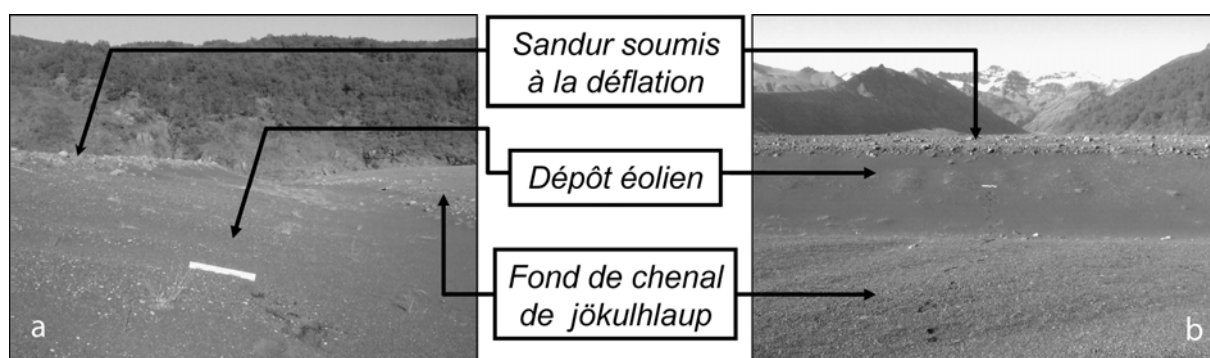 Sandur soumis
à la déflation
Dépôt éolien
Fond de chenal
de jökulhlaup
a
b